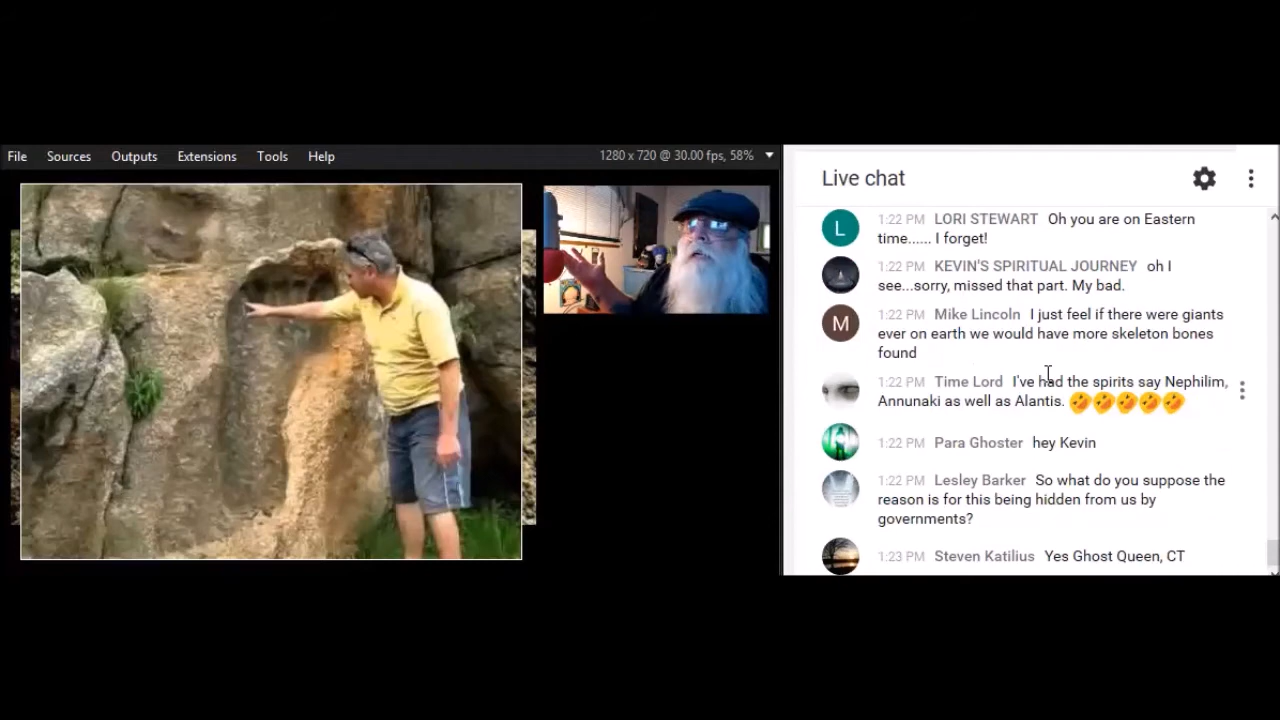 File Sources Outputs Extensions Tools Help 1280 x 720 @ 30.00 fps, 58%
Live chat
1:22 PM LORI STEWART Oh you are on Eastern
time...... I forget!
1:22 PM KEVIN'S SPIRITUAL JOURNEY oh I
see...sorry, missed that part. My bad.
M 1:22 PM Mike Lincoln I just feel if there were giants
ever on earth we would have more skeleton bones
found
1:22 PM Time Lord I've had the spirits say Nephilim,
Annunaki as well as Alantis. 🤣🤣🤣🤣🤣
1:22 PM Para Ghoster hey Kevin
1:22 PM Lesley Barker So what do you suppose the
reason is for this being hidden from us by
governments?
1:23 PM Steven Katilius Yes Ghost Queen, CT